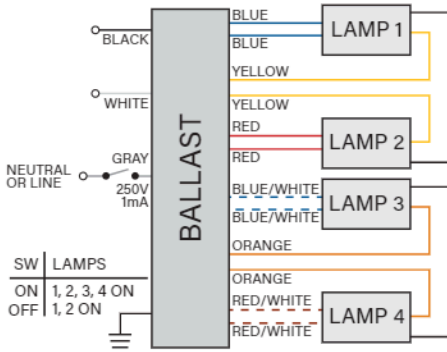 BLACK
WHITE
NEUTRAL
OR LINE
GRAY
250V
1mA
SW LAMPS
ON 1, 2, 3, 4 ON
OFF 1, 2 ON
BALLAST
BLUE
BLUE
YELLOW
YELLOW
RED
RED
BLUE/WHITE
BLUE/WHITE
ORANGE
ORANGE
RED/WHITE
RED/WHITE
LAMP 1
LAMP 2
LAMP 3
LAMP 4